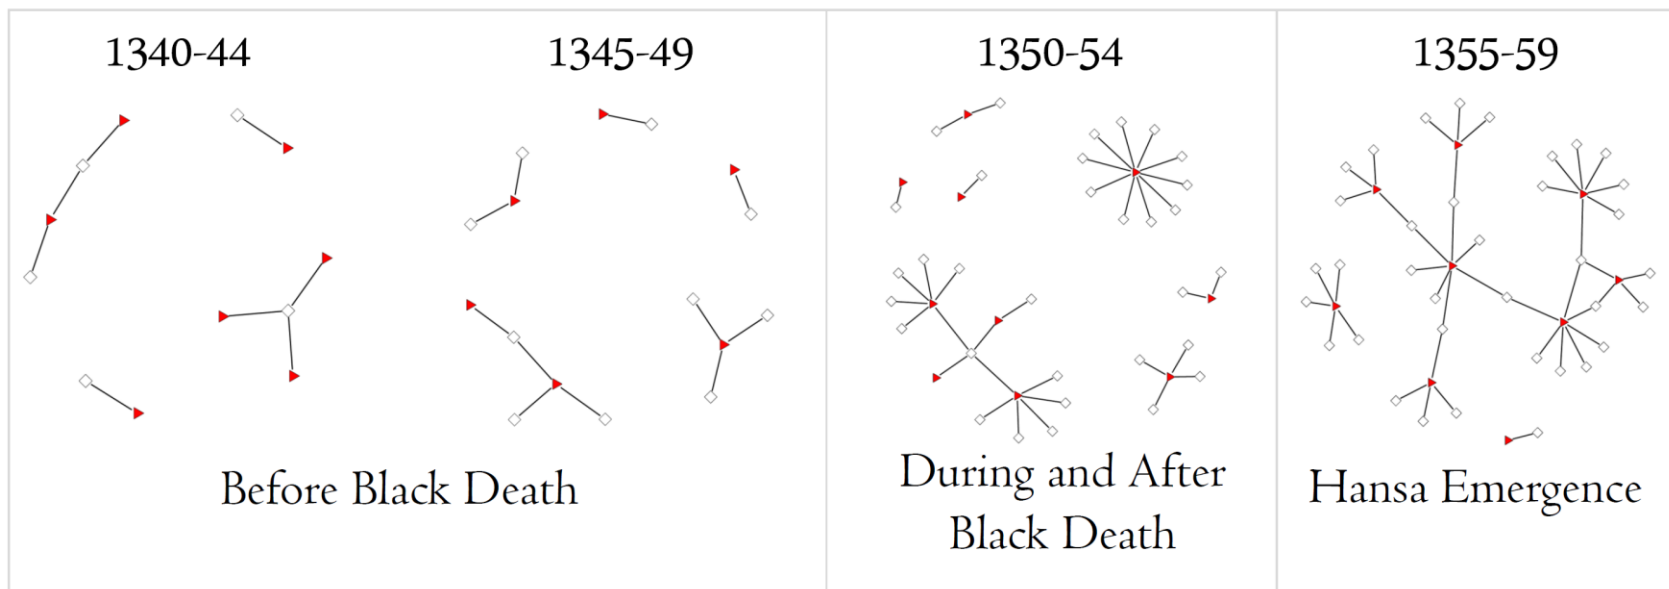 1340-44
1345-49
1350-54
1355-59
Before Black Death
During and After
Black Death
Hansa Emergence